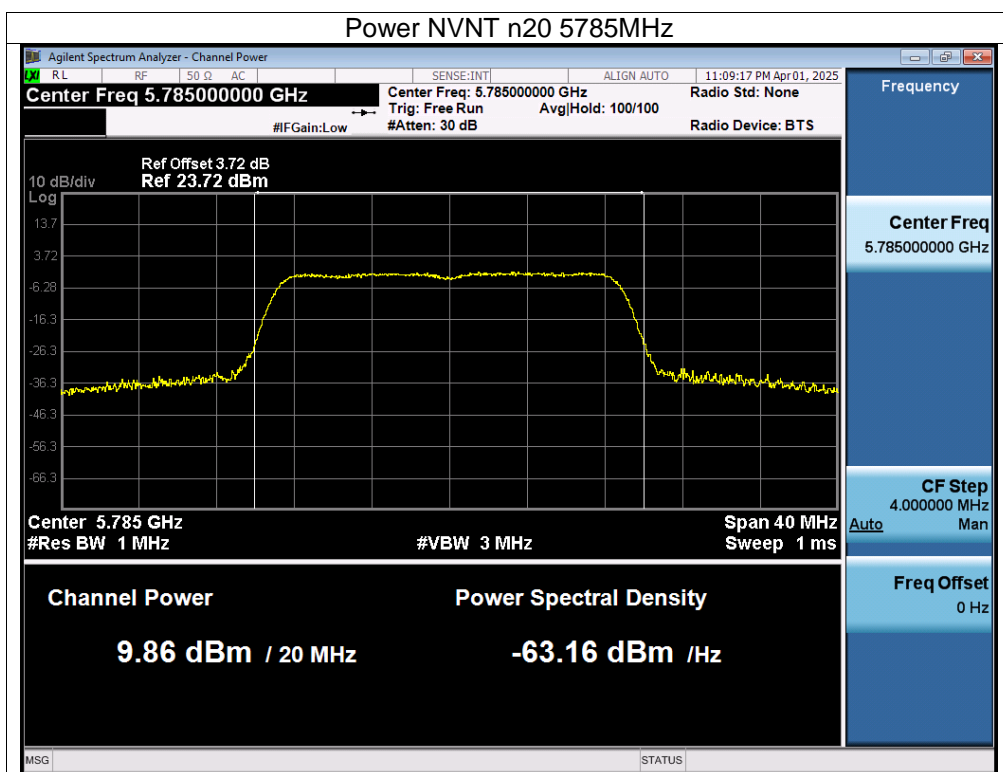 Power NVNT n20 5785MHz
Agilent Spectrum Analyzer - Channel Power
LXI RL RF 50 Ω AC SENSE:INT ALIGN AUTO 11:09:17 PM Apr 01, 2025
Center Freq 5.785000000 GHz
Center Freq: 5.785000000 GHz
Radio Std: None
Trig: Free Run Avg|Hold: 100/100
#IFGain:Low
#Atten: 30 dB
Radio Device: BTS
Ref Offset 3.72 dB
10 dB/div Ref 23.72 dBm
Log
13.7
3.72
-6.28
-16.3
-26.3
-36.3
-46.3
-56.3
-66.3
Center 5.785 GHz Span 40 MHz
#Res BW 1 MHz #VBW 3 MHz Sweep 1 ms
Channel Power Power Spectral Density
9.86 dBm / 20 MHz -63.16 dBm /Hz
Frequency
Center Freq
5.785000000 GHz
CF Step
4.000000 MHz
Auto Man
Freq Offset
0 Hz
MSG STATUS